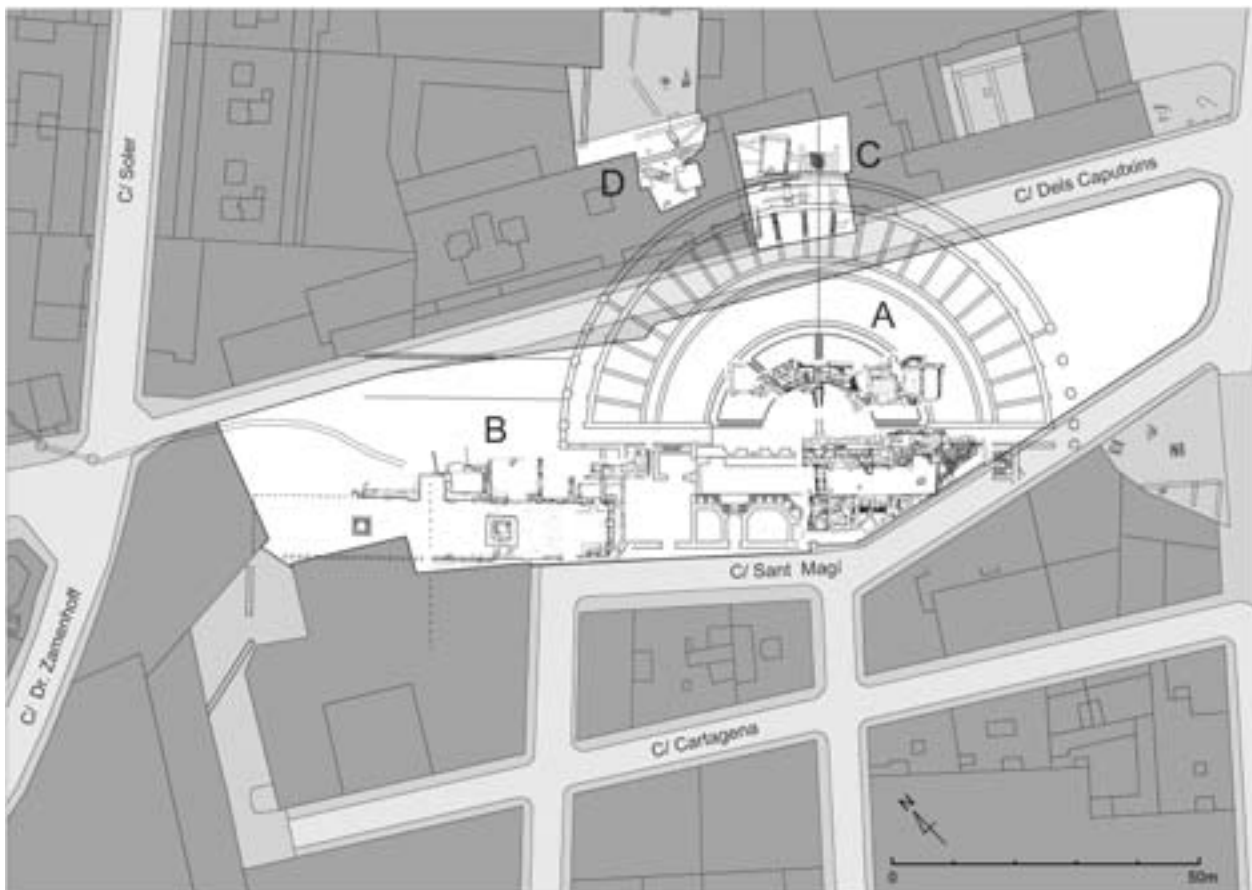 C/ Soler
C
D
C/ Dels Caputxins
A
B
C/ Sant Magí
C/ Dr. Zamenhoff
C/ Cartagena
N
0 50m